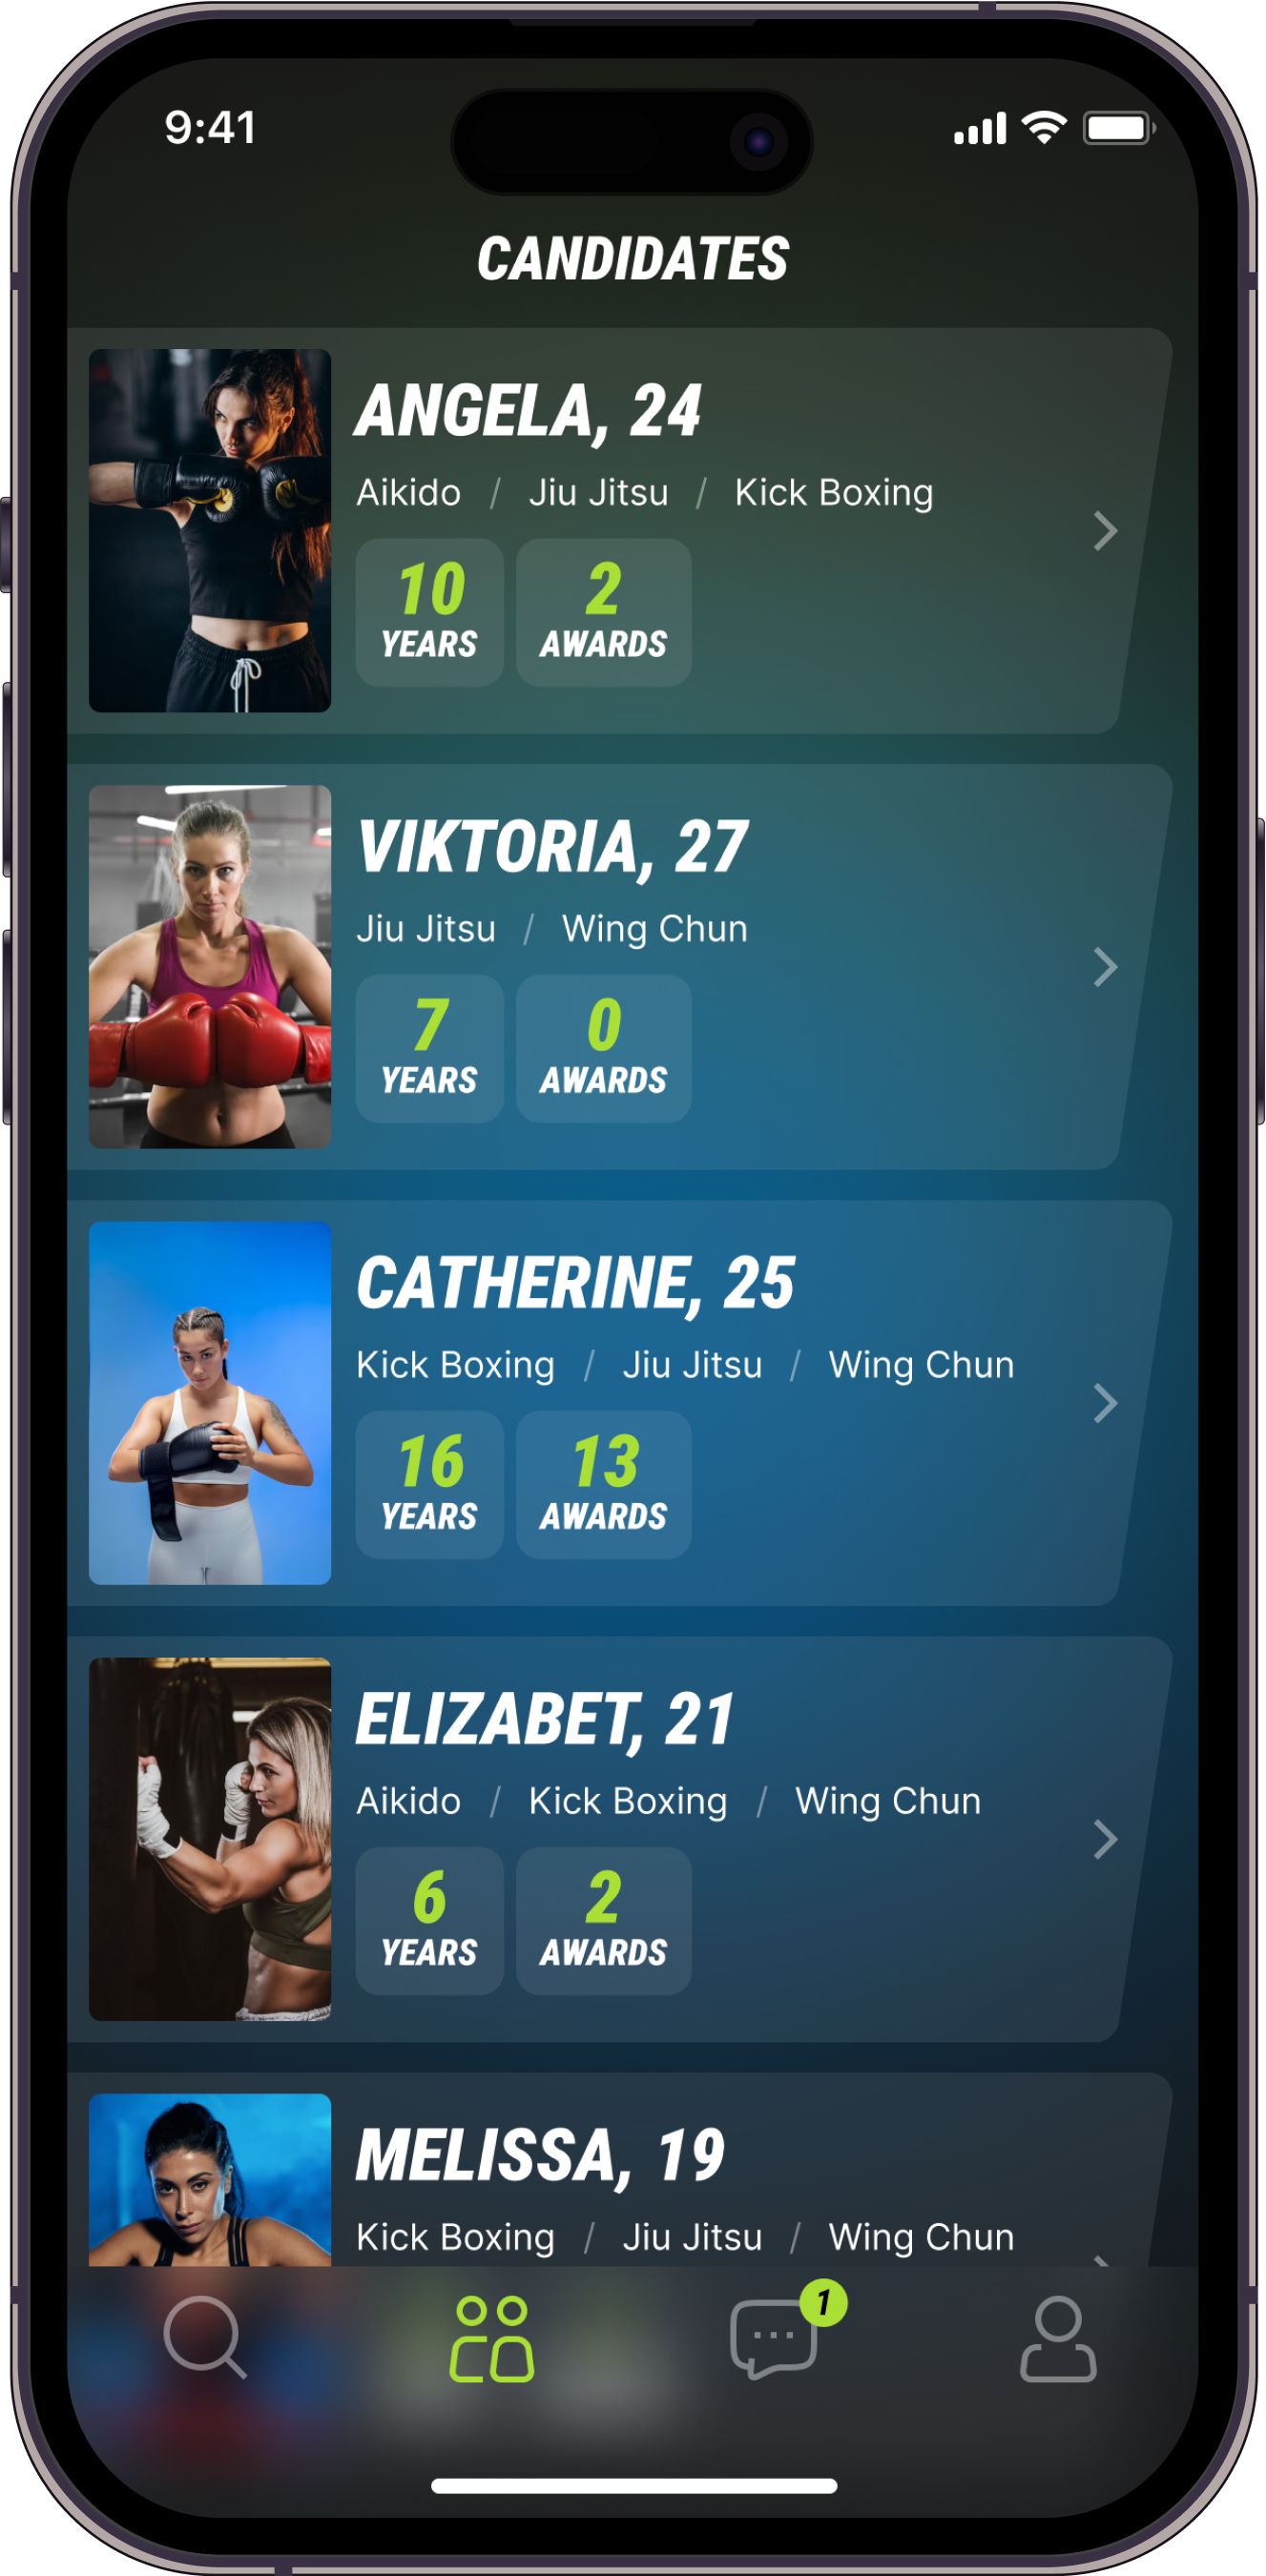 9:41
CANDIDATES
ANGELA, 24
Aikido / Jiu Jitsu / Kick Boxing
10 2
YEARS AWARDS
VIKTORIA, 27
Jiu Jitsu / Wing Chun
7 0
YEARS AWARDS
CATHERINE, 25
Kick Boxing / Jiu Jitsu / Wing Chun
16 13
YEARS AWARDS
ELIZABET, 21
Aikido / Kick Boxing / Wing Chun
6 2
YEARS AWARDS
MELISSA, 19
Kick Boxing / Jiu Jitsu / Wing Chun
1